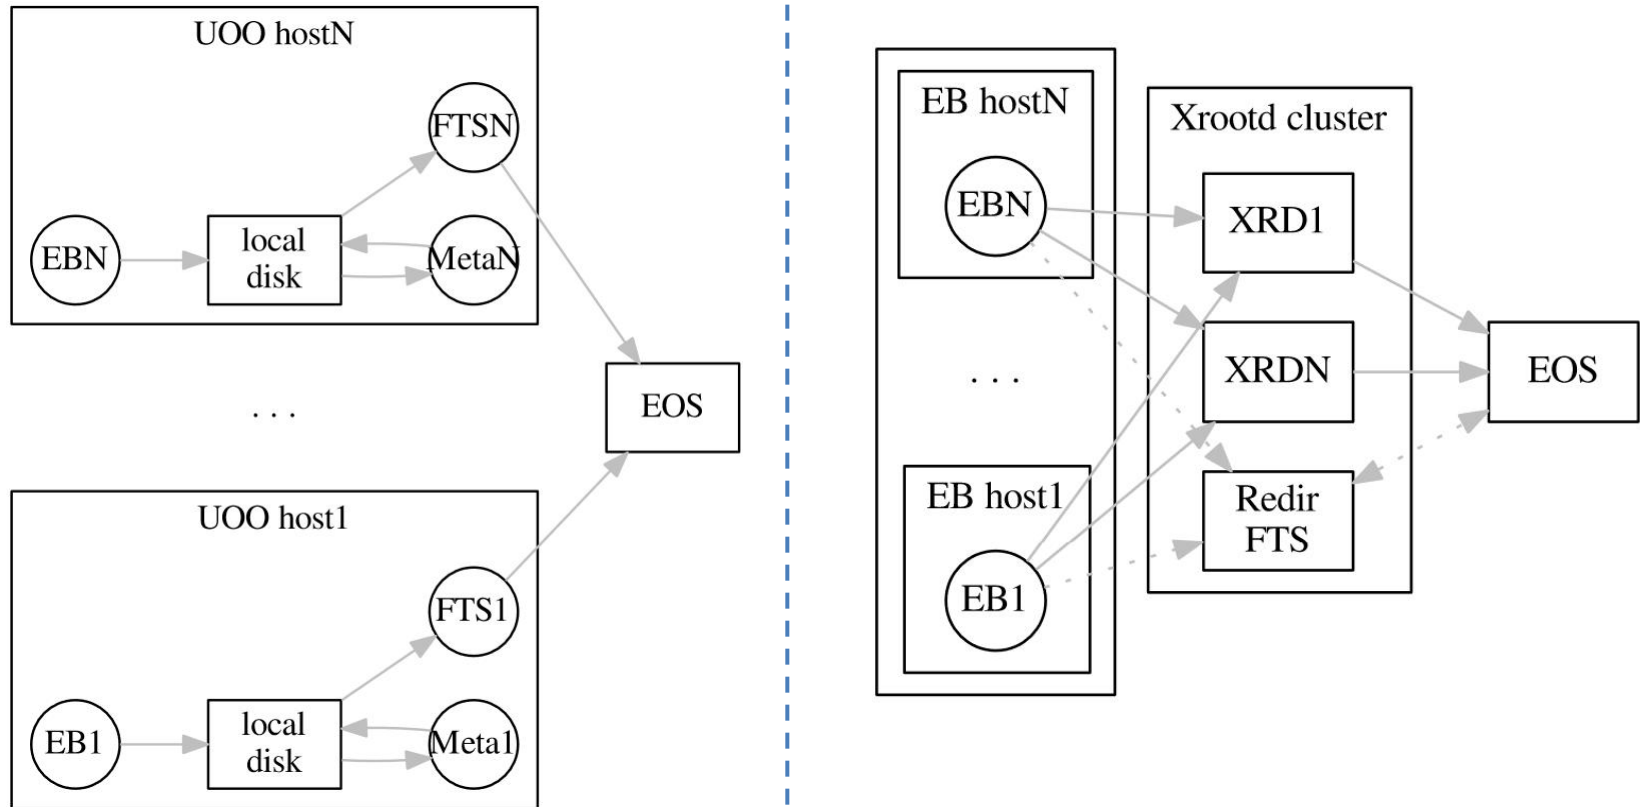 UOO hostN
FTSN
EBN
local
disk
MetaN
. . .
EOS
UOO host1
FTS1
EB1
local
disk
Meta1
EB hostN
EBN
. . .
EB host1
EB1
Xrootd cluster
XRD1
XRDN
Redir
FTS
EOS